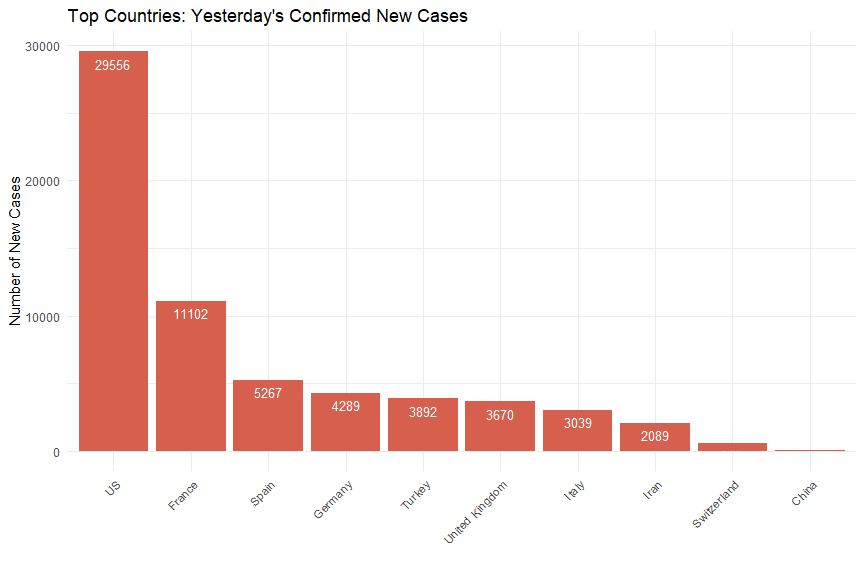 Top Countries: Yesterday's Confirmed New Cases
Number of New Cases
30000
20000
10000
0
29556
11102
5267
4289
3892
3670
3039
2089
US
France
Spain
Germany
Turkey
United Kingdom
Italy
Iran
Switzerland
China